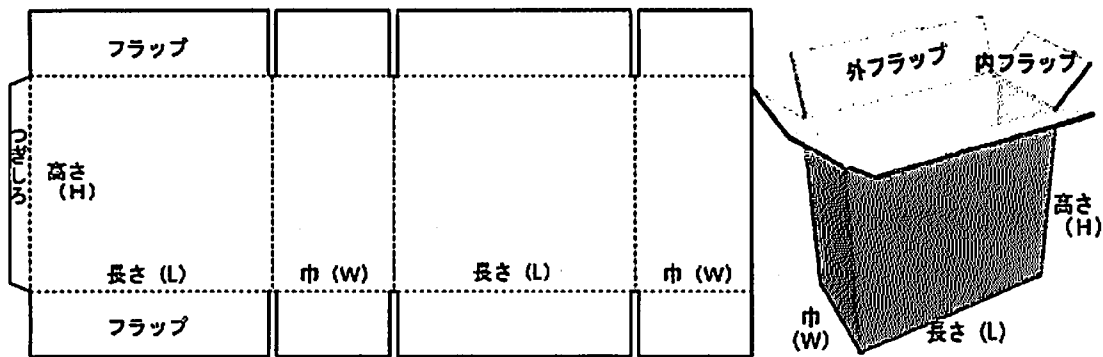 フラップ
つぎしろ
高さ
(H)
長さ (L)
巾 (W)
長さ (L)
巾 (W)
フラップ
外フラップ
内フラップ
高さ
(H)
巾
(W)
長さ (L)